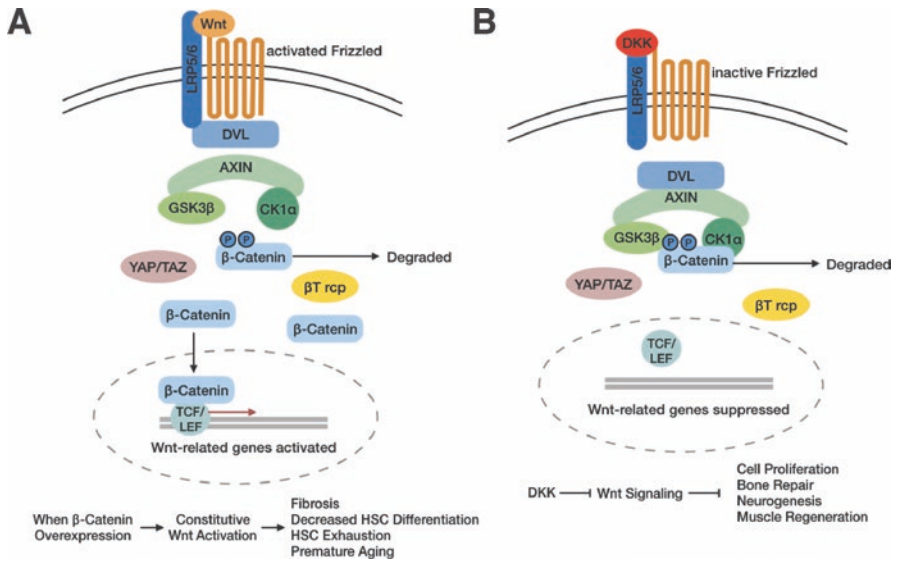 A
Wnt
LRP5/6
activated Frizzled
DVL
AXIN
GSK3β
CK1α
P P
β-Catenin
Degraded
YAP/TAZ
βT rcp
β-Catenin
β-Catenin
β-Catenin
TCF/
LEF
Wnt-related genes activated
When β-Catenin
Overexpression
Constitutive
Wnt Activation
Fibrosis
Decreased HSC Differentiation
HSC Exhaustion
Premature Aging
B
DKK
LRP5/6
inactive Frizzled
DVL
AXIN
GSK3β
P P
CK1α
β-Catenin
Degraded
YAP/TAZ
βT rcp
TCF/
LEF
Wnt-related genes suppressed
DKK
Wnt Signaling
Cell Proliferation
Bone Repair
Neurogenesis
Muscle Regeneration